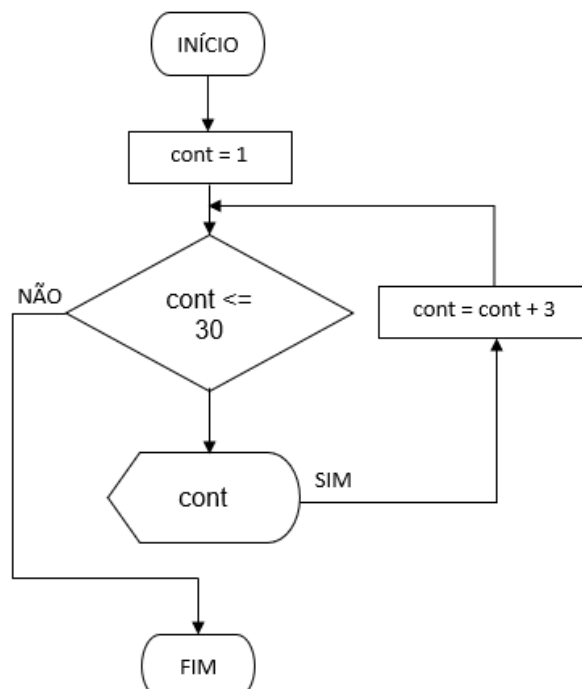 INÍCIO
cont = 1
NÃO
cont <=
30
cont = cont + 3
cont
SIM
FIM